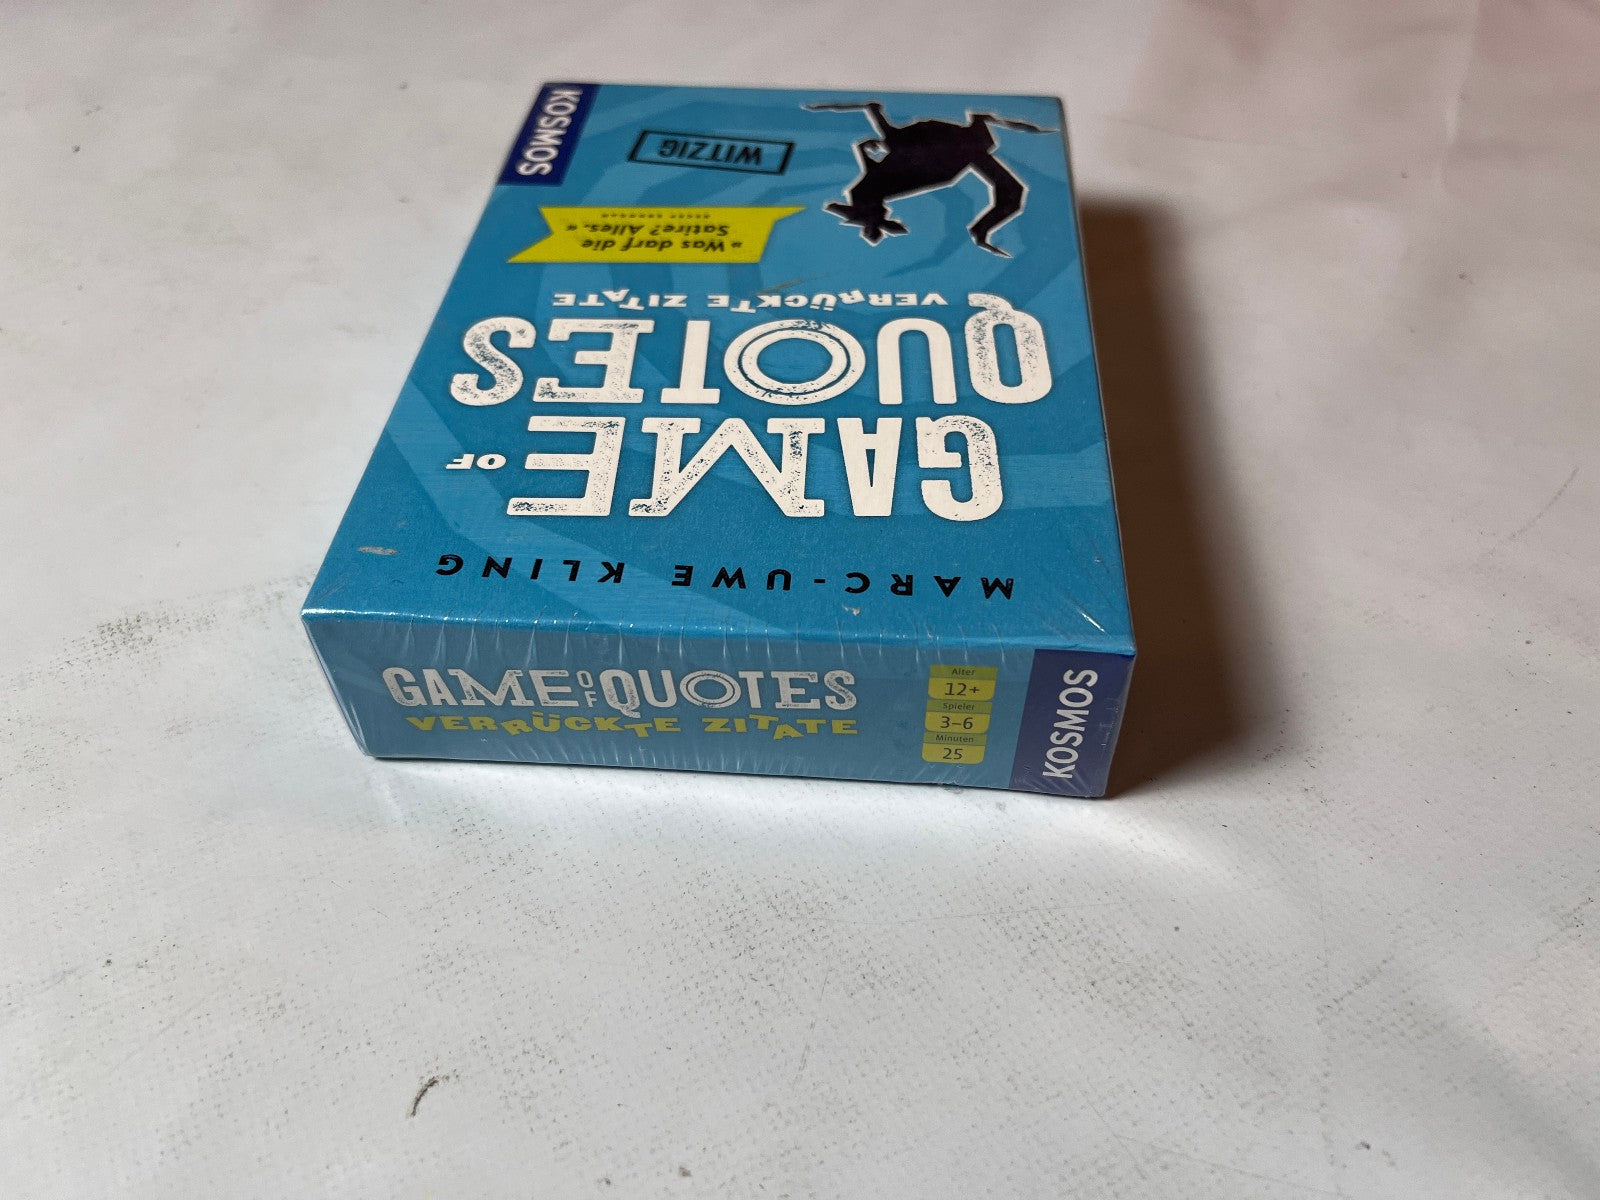 MARC-UWE KLING
GAME OF
QUOTES
VERRÜCKTE ZITATE
»Was darf die
Satire? Alles.«
WITZIG
KOSMOS
GAME OF QUOTES
VERRÜCKTE ZITATE
Alter
12+
Spieler
3–6
Minuten
25
KOSMOS